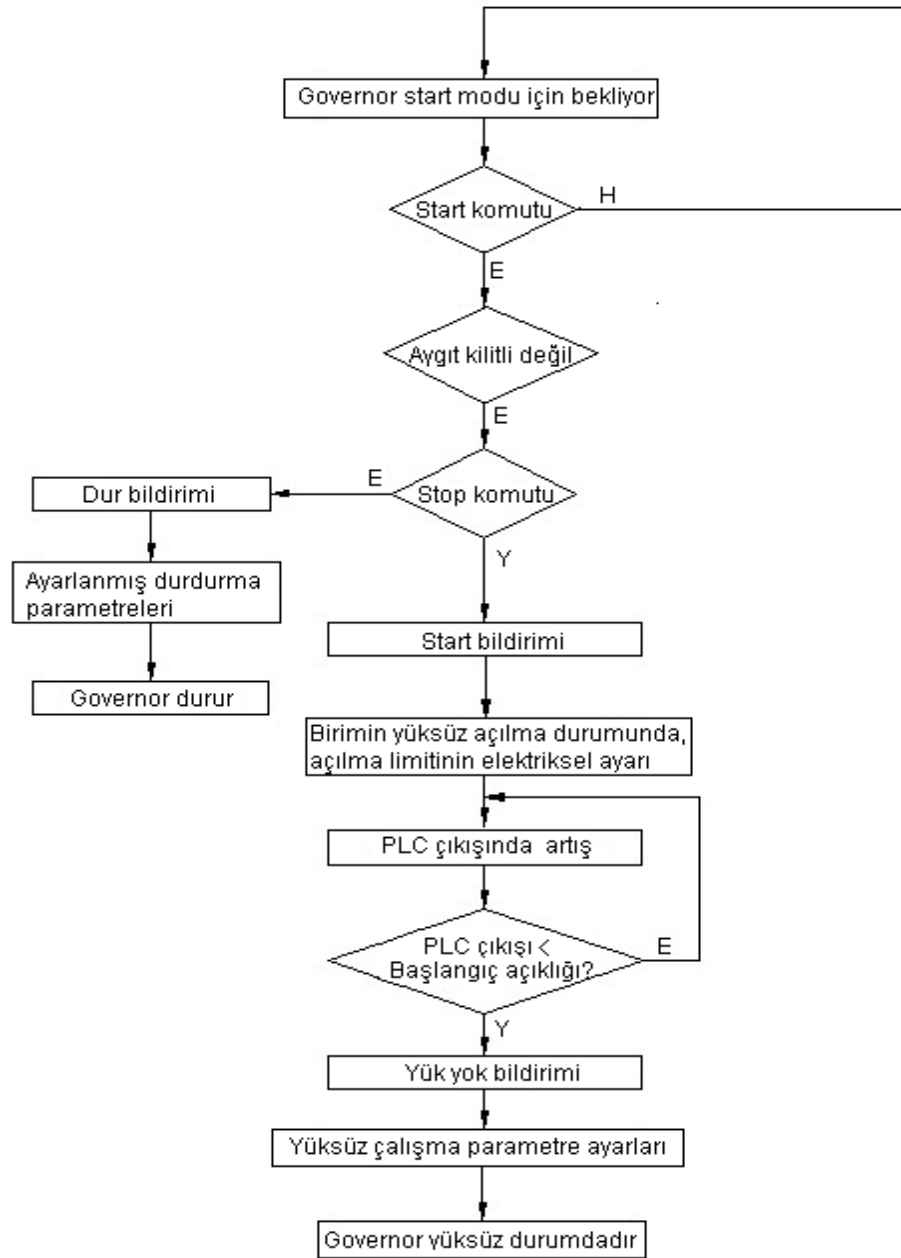 Governor start modu için bekliyor
Start komutu
H
E
Aygıt kilitli değil
E
Stop komutu
E
Dur bildirimi
Ayarlanmış durdurma
parametreleri
Governor durur
Y
Start bildirimi
Birimin yüksüz açılma durumunda,
açılma limitinin elektriksel ayarı
PLC çıkışında artış
PLC çıkışı <
Başlangıç açıklığı?
E
Y
Yük yok bildirimi
Yüksüz çalışma parametre ayarları
Governor yüksüz durumdadır